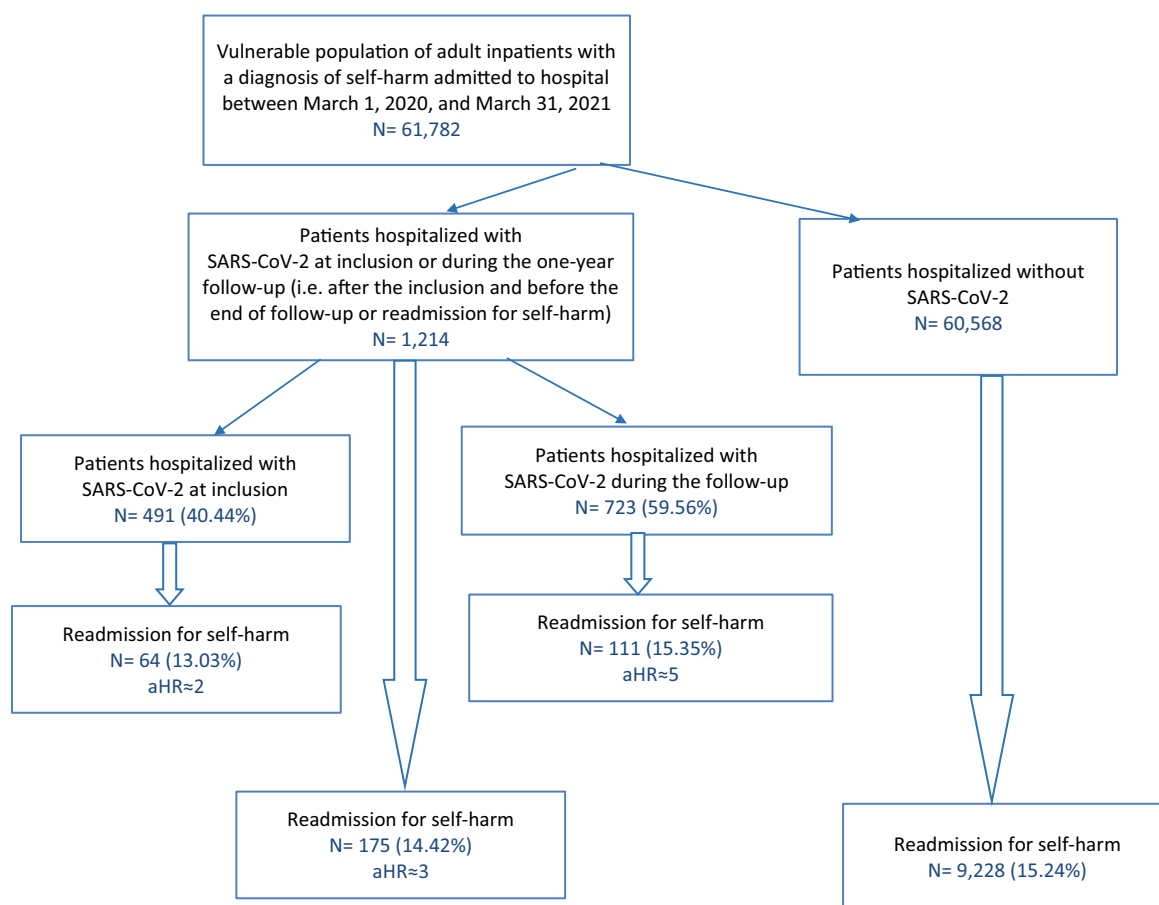 Vulnerable population of adult inpatients with
a diagnosis of self-harm admitted to hospital
between March 1, 2020, and March 31, 2021
N= 61,782
Patients hospitalized with
SARS-CoV-2 at inclusion or during the one-year
follow-up (i.e. after the inclusion and before the
end of follow-up or readmission for self-harm)
N= 1,214
Patients hospitalized without
SARS-CoV-2
N= 60,568
Patients hospitalized with
SARS-CoV-2 at inclusion
N= 491 (40.44%)
Patients hospitalized with
SARS-CoV-2 during the follow-up
N= 723 (59.56%)
Readmission for self-harm
N= 64 (13.03%)
aHR≈2
Readmission for self-harm
N= 111 (15.35%)
aHR≈5
Readmission for self-harm
N= 175 (14.42%)
aHR≈3
Readmission for self-harm
N= 9,228 (15.24%)